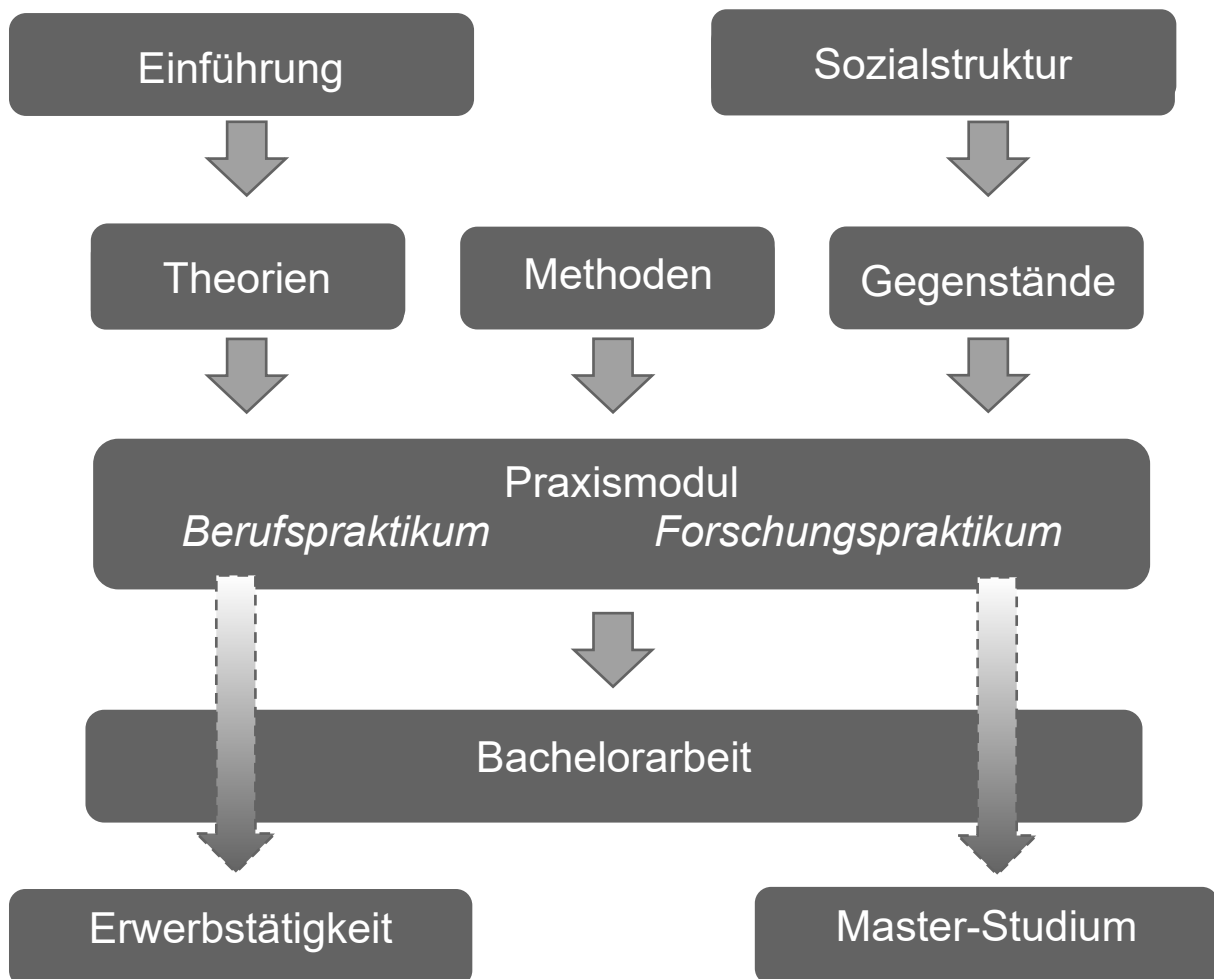 Einführung
Sozialstruktur
Theorien
Methoden
Gegenstände
Praxismodul
Berufspraktikum
Forschungspraktikum
Bachelorarbeit
Erwerbstätigkeit
Master-Studium